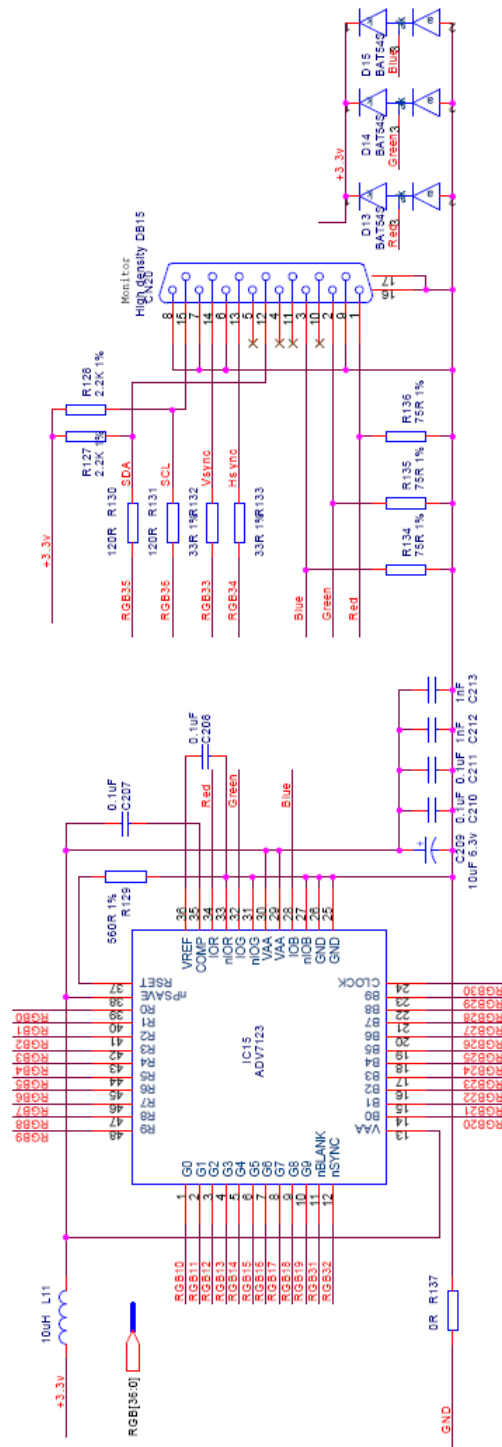 D15
BAT54S
Blue
D14
BAT54S
Green
D13
BAT54S
Red
+3.3v
1
2
3
1
2
3
1
2
3
Monitor
CN20
High density DB15
8
15
7
14
6
13
5
12
4
11
3
10
2
9
1
17
16
R128
2.2K 1%
R127
2.2K 1%
+3.3v
SDA
SCL
Vsync
Hsync
120R R130
120R R131
33R 1%R132
33R 1%R133
RGB35
RGB36
RGB33
RGB34
Blue
Green
Red
R136
75R 1%
R135
75R 1%
R134
75R 1%
1nF C213
1nF C212
0.1uF C211
0.1uF C210
C209
10uF 6.3v
0.1uF
C208
0.1uF
C207
560R 1%
R129
Red
Green
Blue
36 VREF
35 COMP
34 IOR
33 nIOR
32 IOG
31 nIOG
30 VAA
29 VAA
28 IOB
27 nIOB
26 GND
25 GND
37 RSET
38 nPSAVE
RGB0 39 R0
RGB1 40 R1
RGB2 41 R2
RGB3 42 R3
RGB4 43 R4
RGB5 44 R5
RGB6 45 R6
RGB7 46 R7
RGB8 47 R8
RGB9 48 R9
IC15
ADV7123
CLOCK 24 RGB30
B9 23 RGB29
B8 22 RGB28
B7 21 RGB27
B6 20 RGB26
B5 19 RGB25
B4 18 RGB24
B3 17 RGB23
B2 16 RGB22
B1 15 RGB21
B0 14 RGB20
VAA 13
RGB10 1 G0
RGB11 2 G1
RGB12 3 G2
RGB13 4 G3
RGB14 5 G4
RGB15 6 G5
RGB16 7 G6
RGB17 8 G7
RGB18 9 G8
RGB19 10 G9
RGB31 11 nBLANK
RGB32 12 nSYNC
10uH L11
+3.3v
RGB[36:0]
0R R137
GND